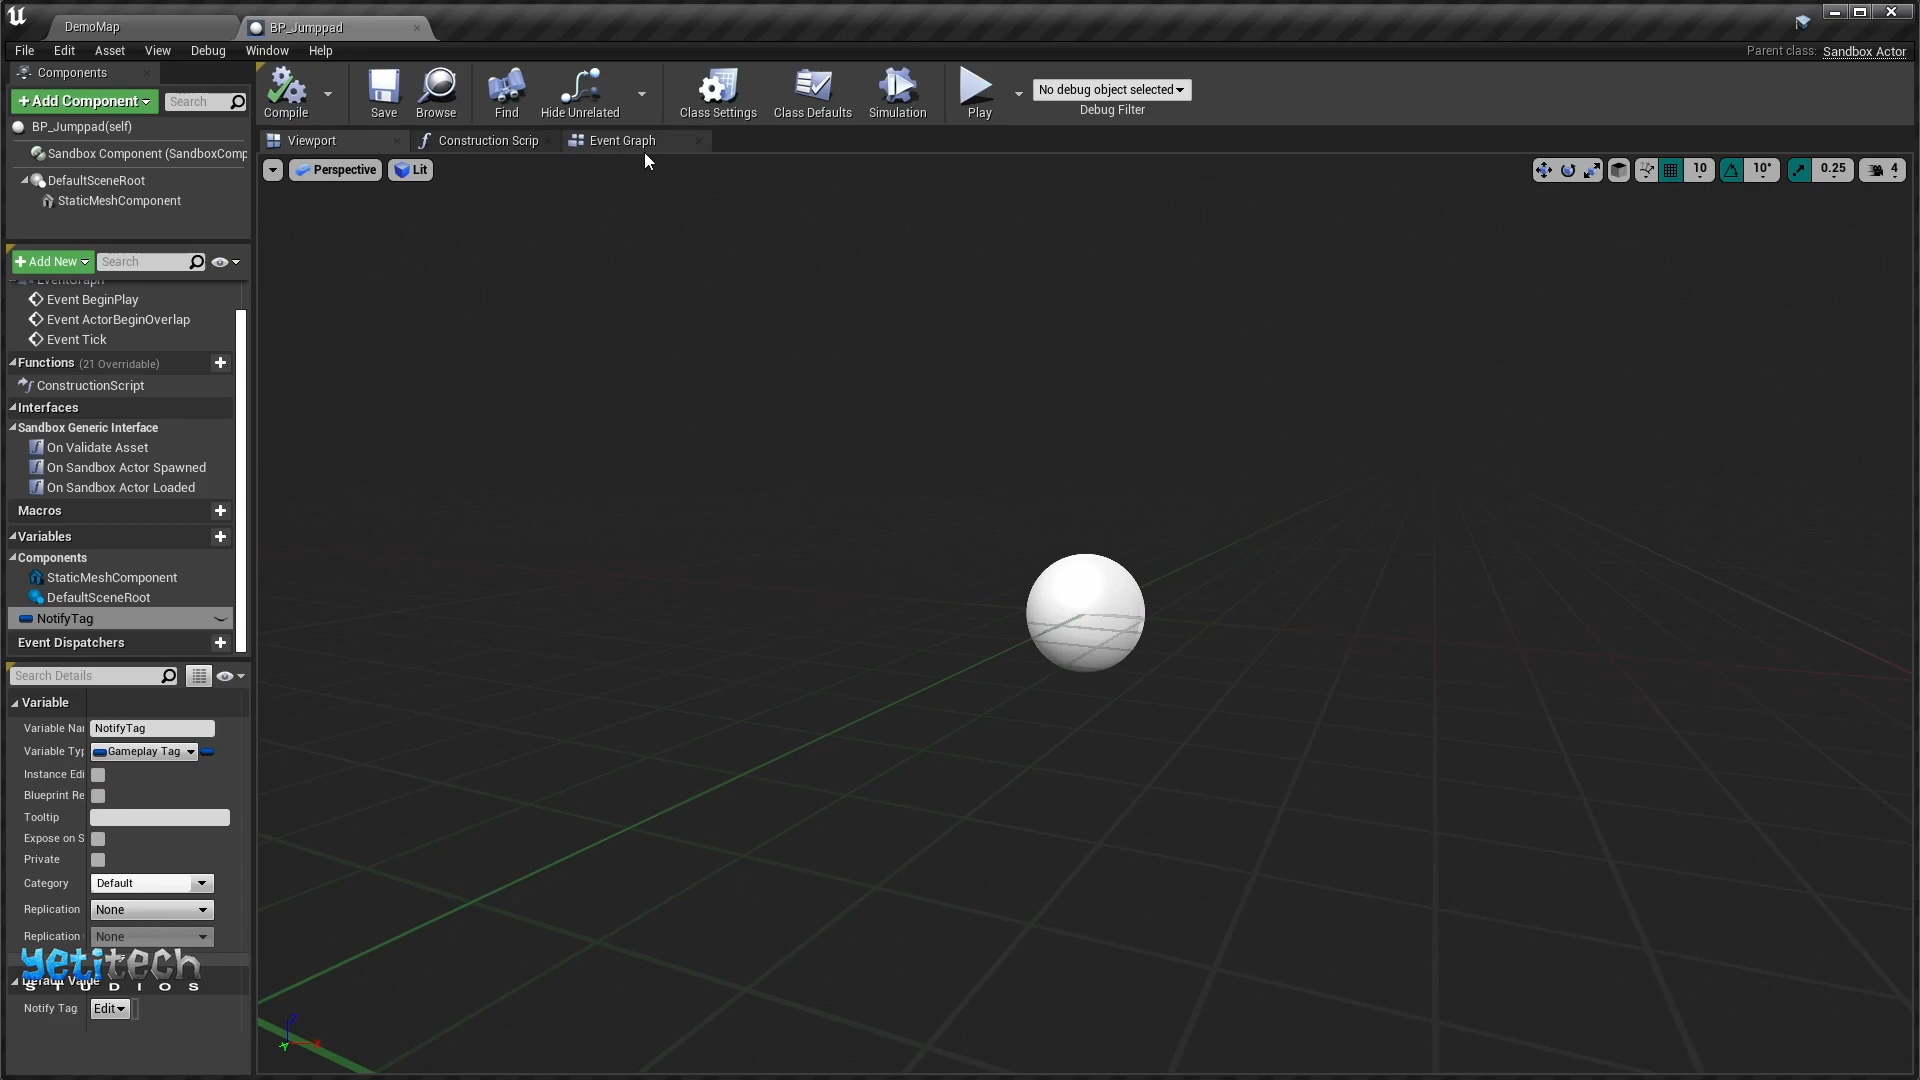 DemoMap
BP_Jumppad
File Edit Asset View Debug Window Help
Parent class: Sandbox Actor
Components
Add Component
Search
BP_Jumppad(self)
Sandbox Component (SandboxComp
DefaultSceneRoot
StaticMeshComponent
Compile
Save
Browse
Find
Hide Unrelated
Class Settings
Class Defaults
Simulation
Play
No debug object selected
Debug Filter
Viewport
Construction Scrip
Event Graph
Perspective
Lit
10
10°
0.25
4
Add New
Search
EventGraph
Event BeginPlay
Event ActorBeginOverlap
Event Tick
Functions (21 Overridable)
ConstructionScript
Interfaces
Sandbox Generic Interface
On Validate Asset
On Sandbox Actor Spawned
On Sandbox Actor Loaded
Macros
Variables
Components
StaticMeshComponent
DefaultSceneRoot
NotifyTag
Event Dispatchers
Search Details
Variable
Variable Nar NotifyTag
Variable Typ Gameplay Tag
Instance Edi
Blueprint Re
Tooltip
Expose on S
Private
Category Default
Replication None
Replication None
Yetitech
STUDIOS
Default Value
Notify Tag Edit
Z
Y
X